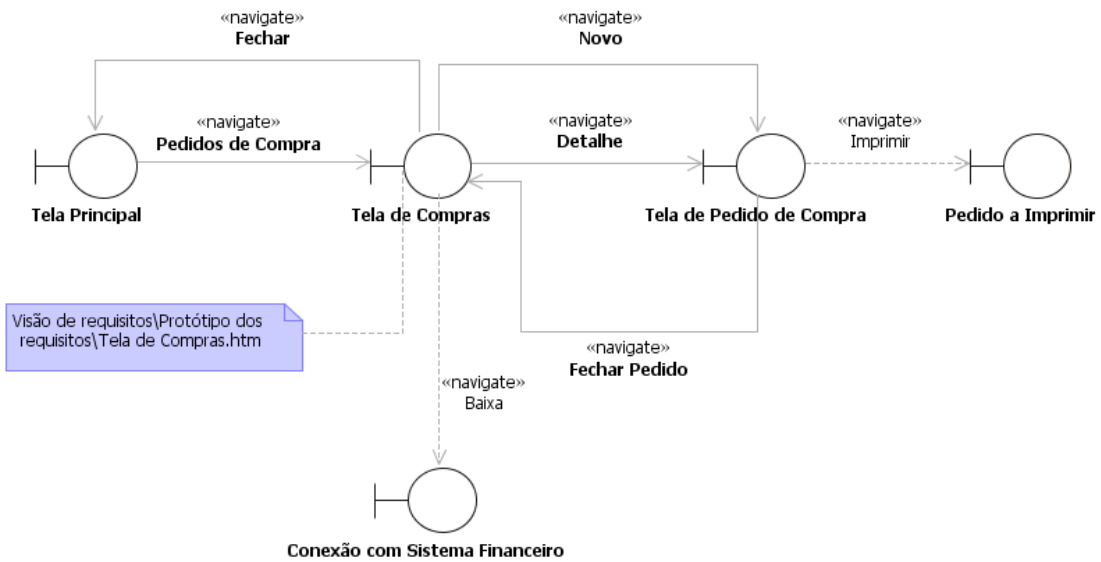 «navigate»
Fechar
«navigate»
Novo
«navigate»
Pedidos de Compra
«navigate»
Detalhe
«navigate»
Imprimir
Tela Principal
Tela de Compras
Tela de Pedido de Compra
Pedido a Imprimir
Visão de requisitos\Protótipo dos
requisitos\Tela de Compras.htm
«navigate»
Fechar Pedido
«navigate»
Baixa
Conexão com Sistema Financeiro